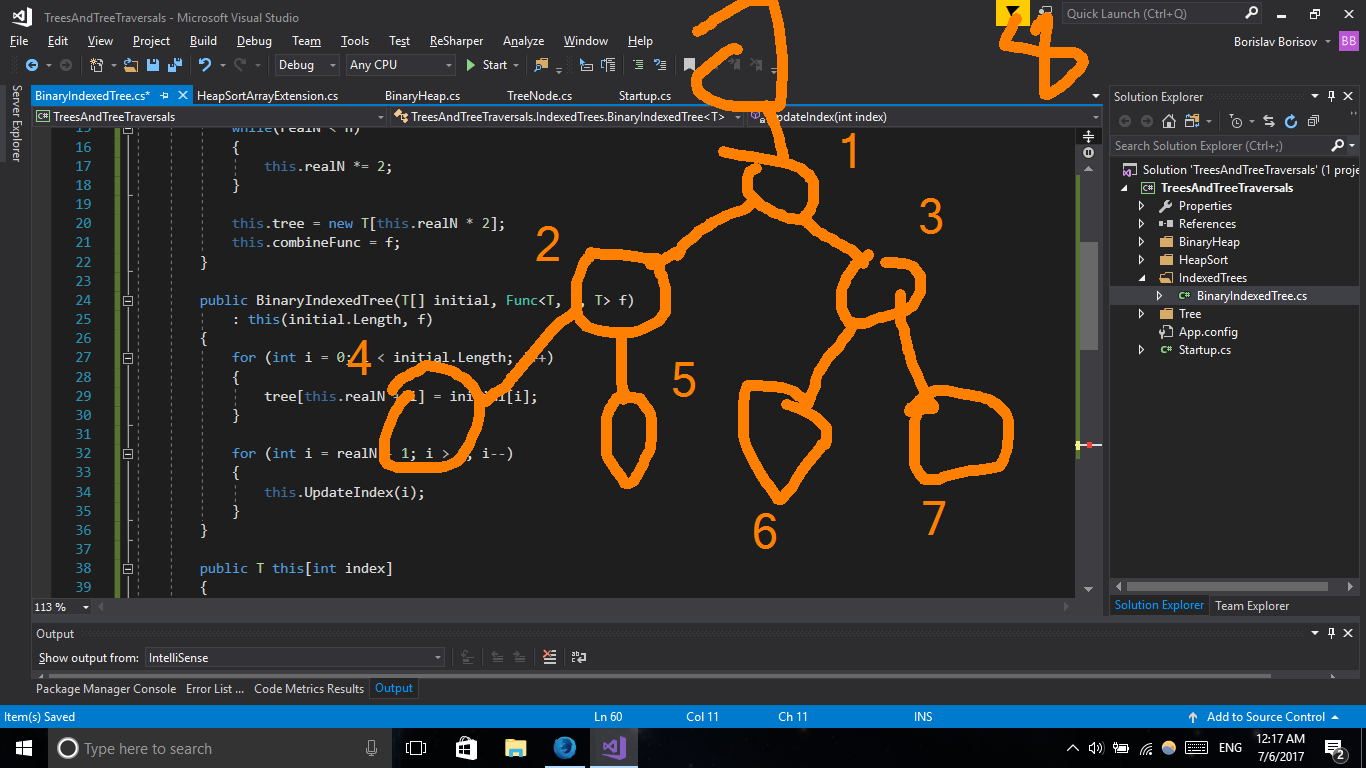 TreesAndTreeTraversals - Microsoft Visual Studio
Quick Launch (Ctrl+Q)
File Edit View Project Build Debug Team Tools Test ReSharper Analyze Window Help
Borislav Borisov BB
Debug Any CPU Start
8
Server Explorer
BinaryIndexedTree.cs* HeapSortArrayExtension.cs BinaryHeap.cs TreeNode.cs Startup.cs
TreesAndTreeTraversals TreesAndTreeTraversals.IndexedTrees.BinaryIndexedTree<T> UpdateIndex(int index)
15 while(realN < n)
16 {
17 this.realN *= 2;
18 }
19
20 this.tree = new T[this.realN * 2];
21 this.combineFunc = f;
22 }
23
24 public BinaryIndexedTree(T[] initial, Func<T, , T> f)
25 : this(initial.Length, f)
26 {
27 for (int i = 0; < initial.Length; i++)
28 {
29 tree[this.realN + i] = initial[i];
30 }
31
32 for (int i = realN - 1; i > ; i--)
33 {
34 this.UpdateIndex(i);
35 }
36 }
37
38 public T this[int index]
39 {
1
2
3
4
5
6
7
113 %
Solution Explorer
Search Solution Explorer (Ctrl+;)
Solution 'TreesAndTreeTraversals' (1 proje
TreesAndTreeTraversals
Properties
References
BinaryHeap
HeapSort
IndexedTrees
BinaryIndexedTree.cs
Tree
App.config
Startup.cs
Solution Explorer Team Explorer
Output
Show output from: IntelliSense
Package Manager Console Error List ... Code Metrics Results Output
Item(s) Saved Ln 60 Col 11 Ch 11 INS Add to Source Control
Type here to search
ENG
12:17 AM
7/6/2017
2